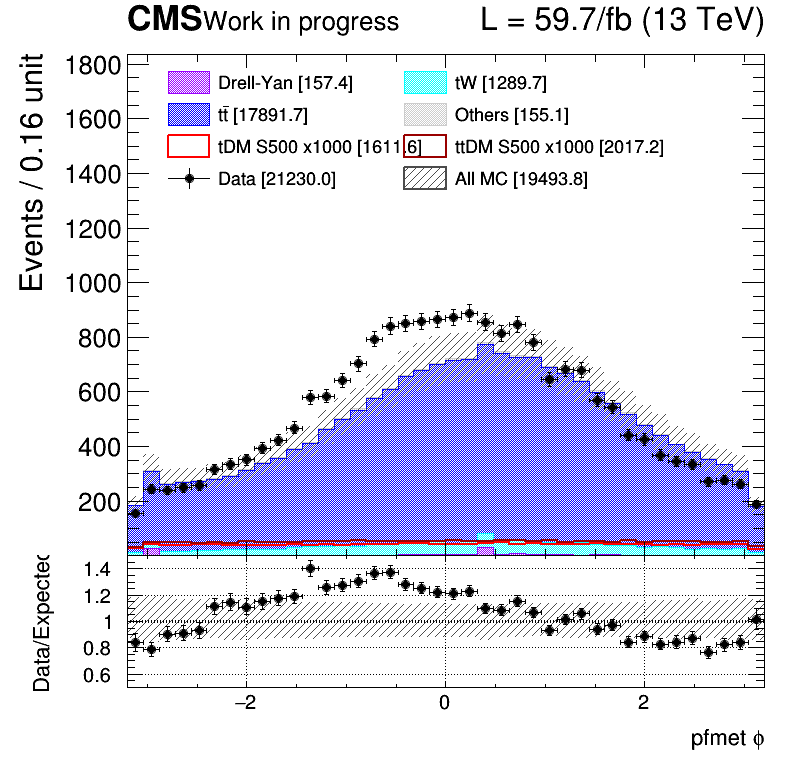 CMS Work in progress L = 59.7/fb (13 TeV)
Events / 0.16 unit
1800
1600
1400
1200
1000
800
600
400
200
Drell-Yan [157.4] tW [1289.7]
tt̄ [17891.7] Others [155.1]
tDM S500 x1000 [1611.6] ttDM S500 x1000 [2017.2]
Data [21230.0] All MC [19493.8]
Data/Expected
1.4
1.2
1
0.8
0.6
−2 0 2
pfmet ϕ